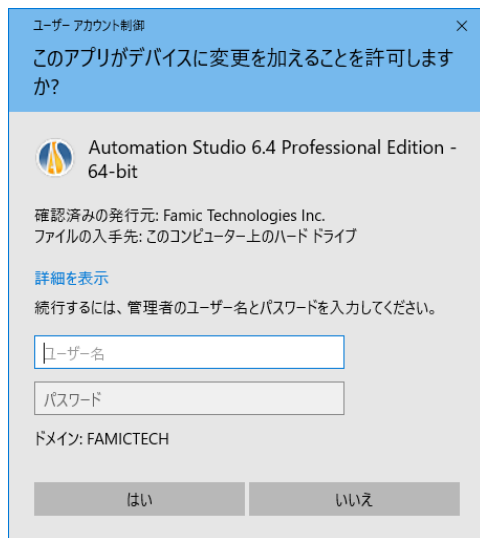 ユーザー アカウント制御
このアプリがデバイスに変更を加えることを許可します
か?
Automation Studio 6.4 Professional Edition -
64-bit
確認済みの発行元: Famic Technologies Inc.
ファイルの入手先: このコンピューター上のハード ドライブ
詳細を表示
続行するには、管理者のユーザー名とパスワードを入力してください。
ユーザー名
パスワード
ドメイン: FAMICTECH
はい
いいえ